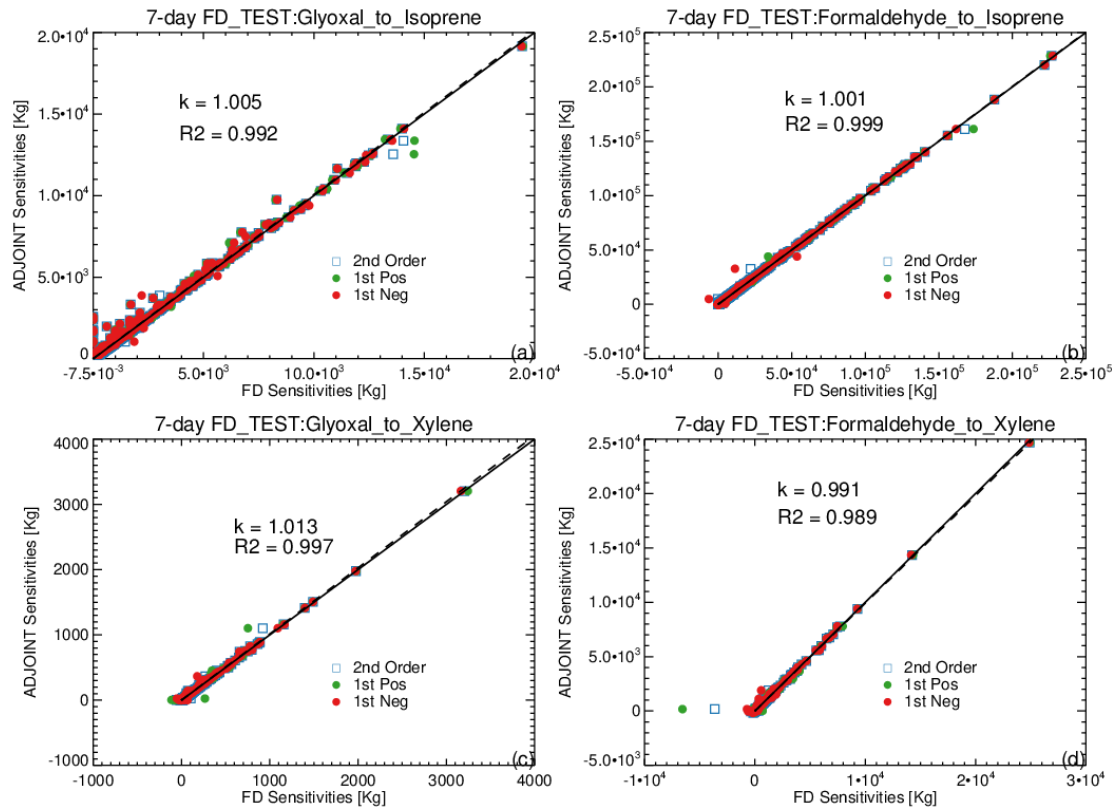 7-day FD_TEST:Glyoxal_to_Isoprene
2.0•10⁴
1.5•10⁴
1.0•10⁴
5.0•10³
0
ADJOINT Sensitivities [Kg]
k = 1.005
R2 = 0.992
2nd Order
1st Pos
1st Neg
(a)
-7.5•10⁻³
5.0•10³
1.0•10⁴
1.5•10⁴
2.0•10⁴
FD Sensitivities [Kg]
7-day FD_TEST:Formaldehyde_to_Isoprene
2.5•10⁵
2.0•10⁵
1.5•10⁵
1.0•10⁵
5.0•10⁴
0
-5.0•10⁴
ADJOINT Sensitivities [Kg]
k = 1.001
R2 = 0.999
2nd Order
1st Pos
1st Neg
(b)
-5.0•10⁴
0
5.0•10⁴
1.0•10⁵
1.5•10⁵
2.0•10⁵
2.5•10⁵
FD Sensitivities [Kg]
7-day FD_TEST:Glyoxal_to_Xylene
4000
3000
2000
1000
0
-1000
ADJOINT Sensitivities [Kg]
k = 1.013
R2 = 0.997
2nd Order
1st Pos
1st Neg
(c)
-1000
0
1000
2000
3000
4000
FD Sensitivities [Kg]
7-day FD_TEST:Formaldehyde_to_Xylene
2.5•10⁴
2.0•10⁴
1.5•10⁴
1.0•10⁴
5.0•10³
0
-5.0•10³
ADJOINT Sensitivities [Kg]
k = 0.991
R2 = 0.989
2nd Order
1st Pos
1st Neg
(d)
-1•10⁴
0
1•10⁴
2•10⁴
3•10⁴
FD Sensitivities [Kg]